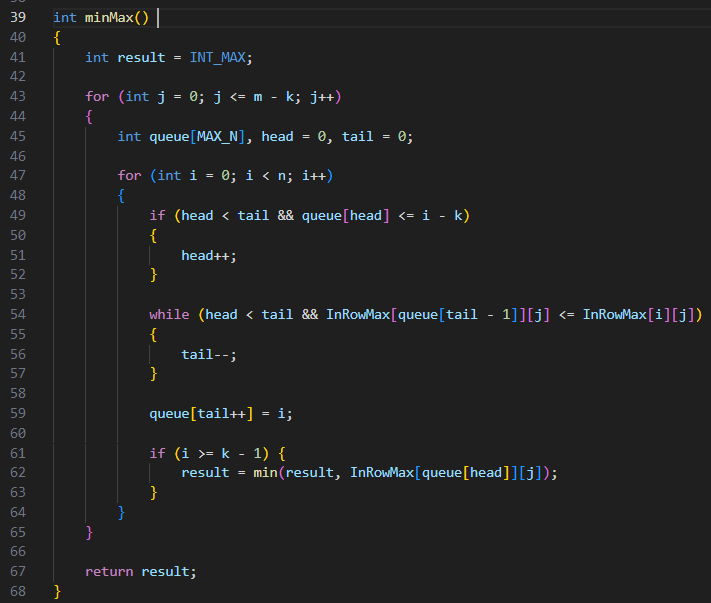 39 int minMax()
40 {
41     int result = INT_MAX;
42
43     for (int j = 0; j <= m - k; j++)
44     {
45         int queue[MAX_N], head = 0, tail = 0;
46
47         for (int i = 0; i < n; i++)
48         {
49             if (head < tail && queue[head] <= i - k)
50             {
51                 head++;
52             }
53
54             while (head < tail && InRowMax[queue[tail - 1]][j] <= InRowMax[i][j])
55             {
56                 tail--;
57             }
58
59             queue[tail++] = i;
60
61             if (i >= k - 1) {
62                 result = min(result, InRowMax[queue[head]][j]);
63             }
64         }
65     }
66
67     return result;
68 }